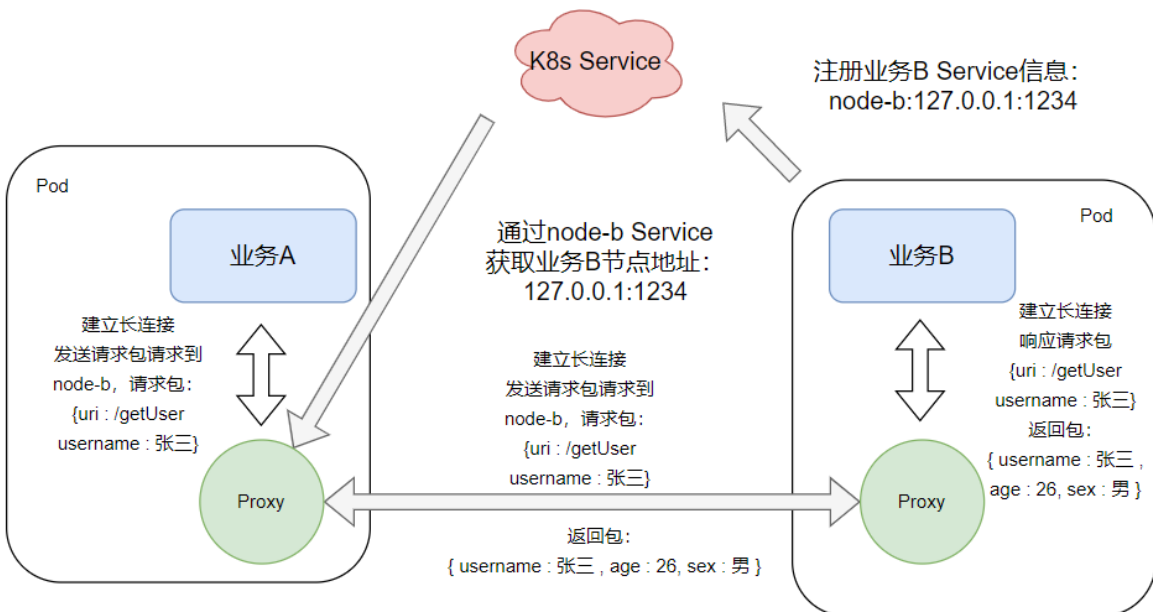 K8s Service
注册业务B Service信息：
node-b:127.0.0.1:1234
Pod
业务A
建立长连接
发送请求包请求到
node-b，请求包：
{uri : /getUser
username : 张三}
Proxy
通过node-b Service
获取业务B节点地址：
127.0.0.1:1234
建立长连接
发送请求包请求到
node-b，请求包：
{uri : /getUser
username : 张三}
返回包：
{ username : 张三 , age : 26, sex : 男 }
Pod
业务B
建立长连接
响应请求包
{uri : /getUser
username : 张三}
返回包：
{ username : 张三 ,
age : 26, sex : 男 }
Proxy